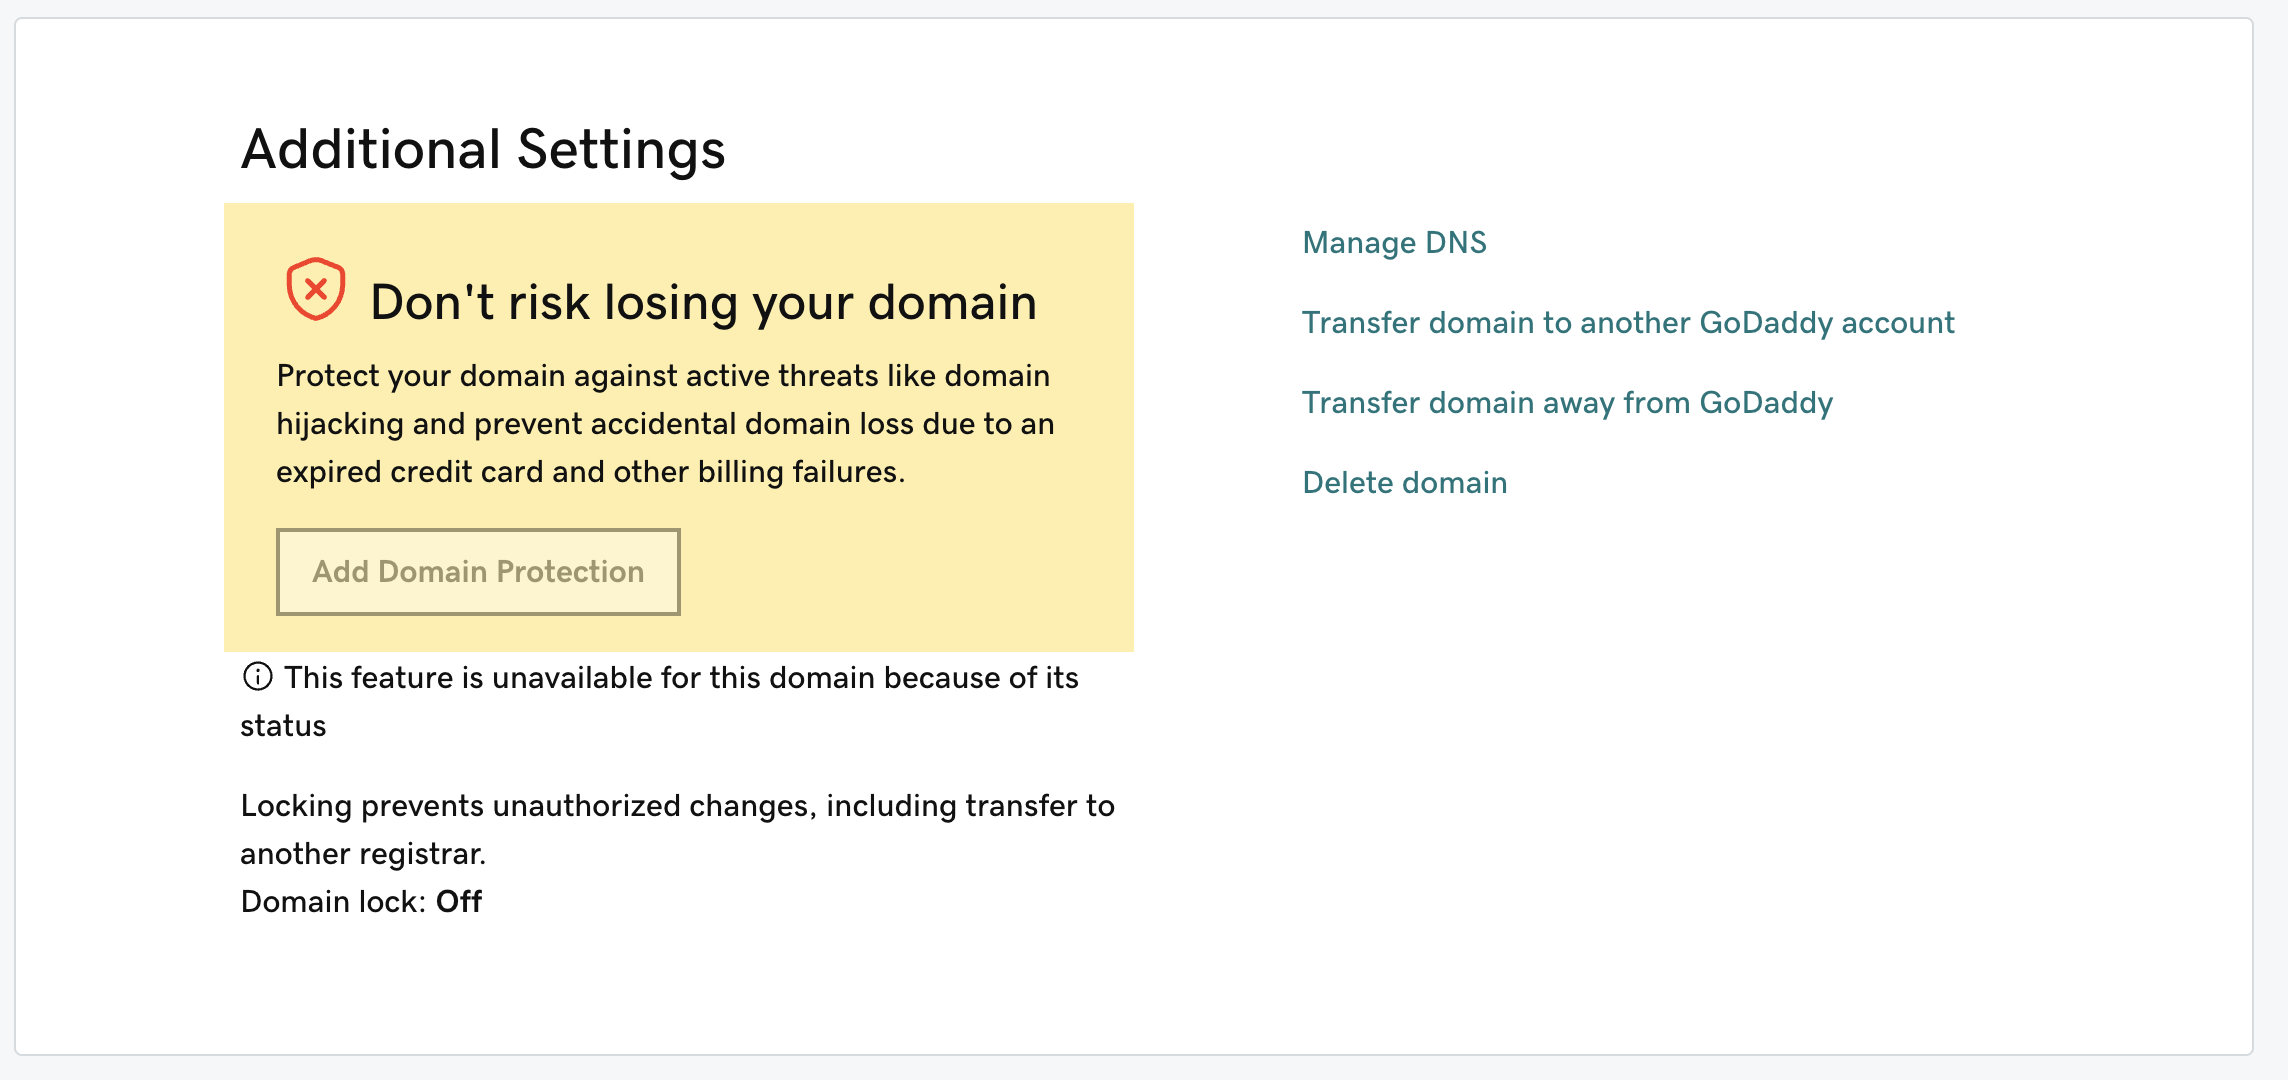 Additional Settings
Don't risk losing your domain
Protect your domain against active threats like domain
hijacking and prevent accidental domain loss due to an
expired credit card and other billing failures.
Add Domain Protection
This feature is unavailable for this domain because of its
status
Locking prevents unauthorized changes, including transfer to
another registrar.
Domain lock: Off
Manage DNS
Transfer domain to another GoDaddy account
Transfer domain away from GoDaddy
Delete domain